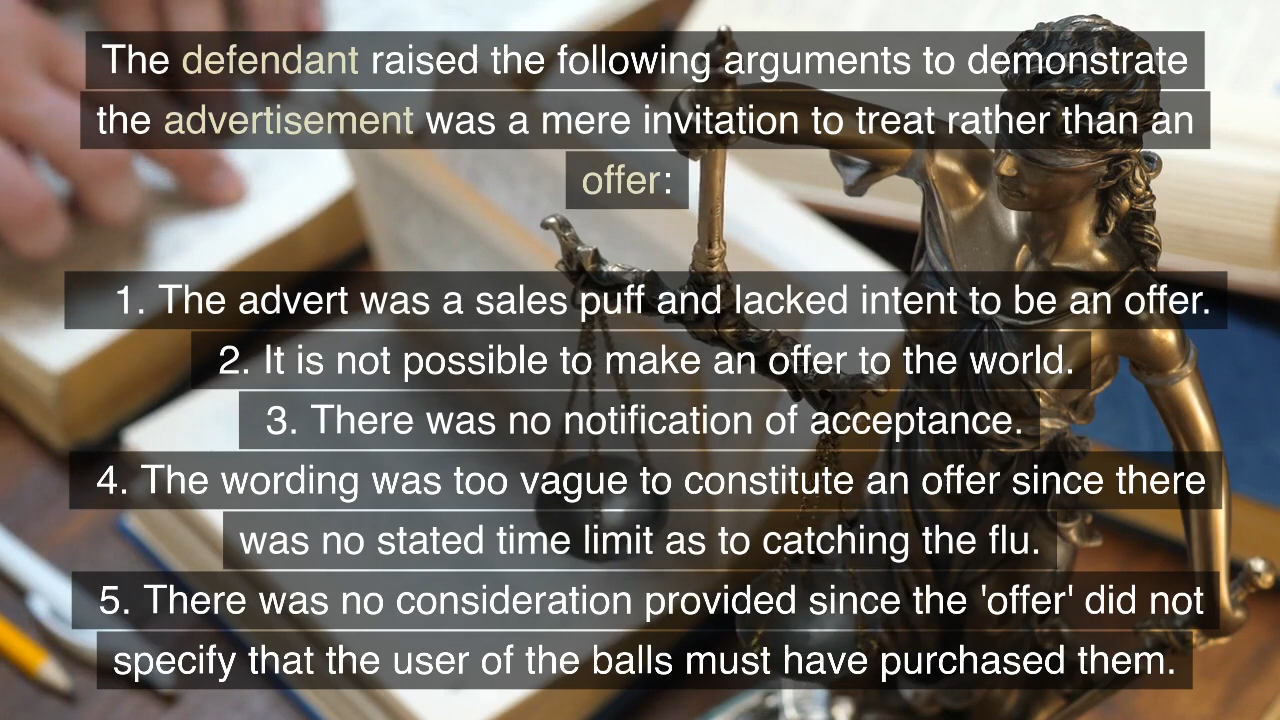 The defendant raised the following arguments to demonstrate
the advertisement was a mere invitation to treat rather than an
offer:
1. The advert was a sales puff and lacked intent to be an offer.
2. It is not possible to make an offer to the world.
3. There was no notification of acceptance.
4. The wording was too vague to constitute an offer since there
was no stated time limit as to catching the flu.
5. There was no consideration provided since the 'offer' did not
specify that the user of the balls must have purchased them.